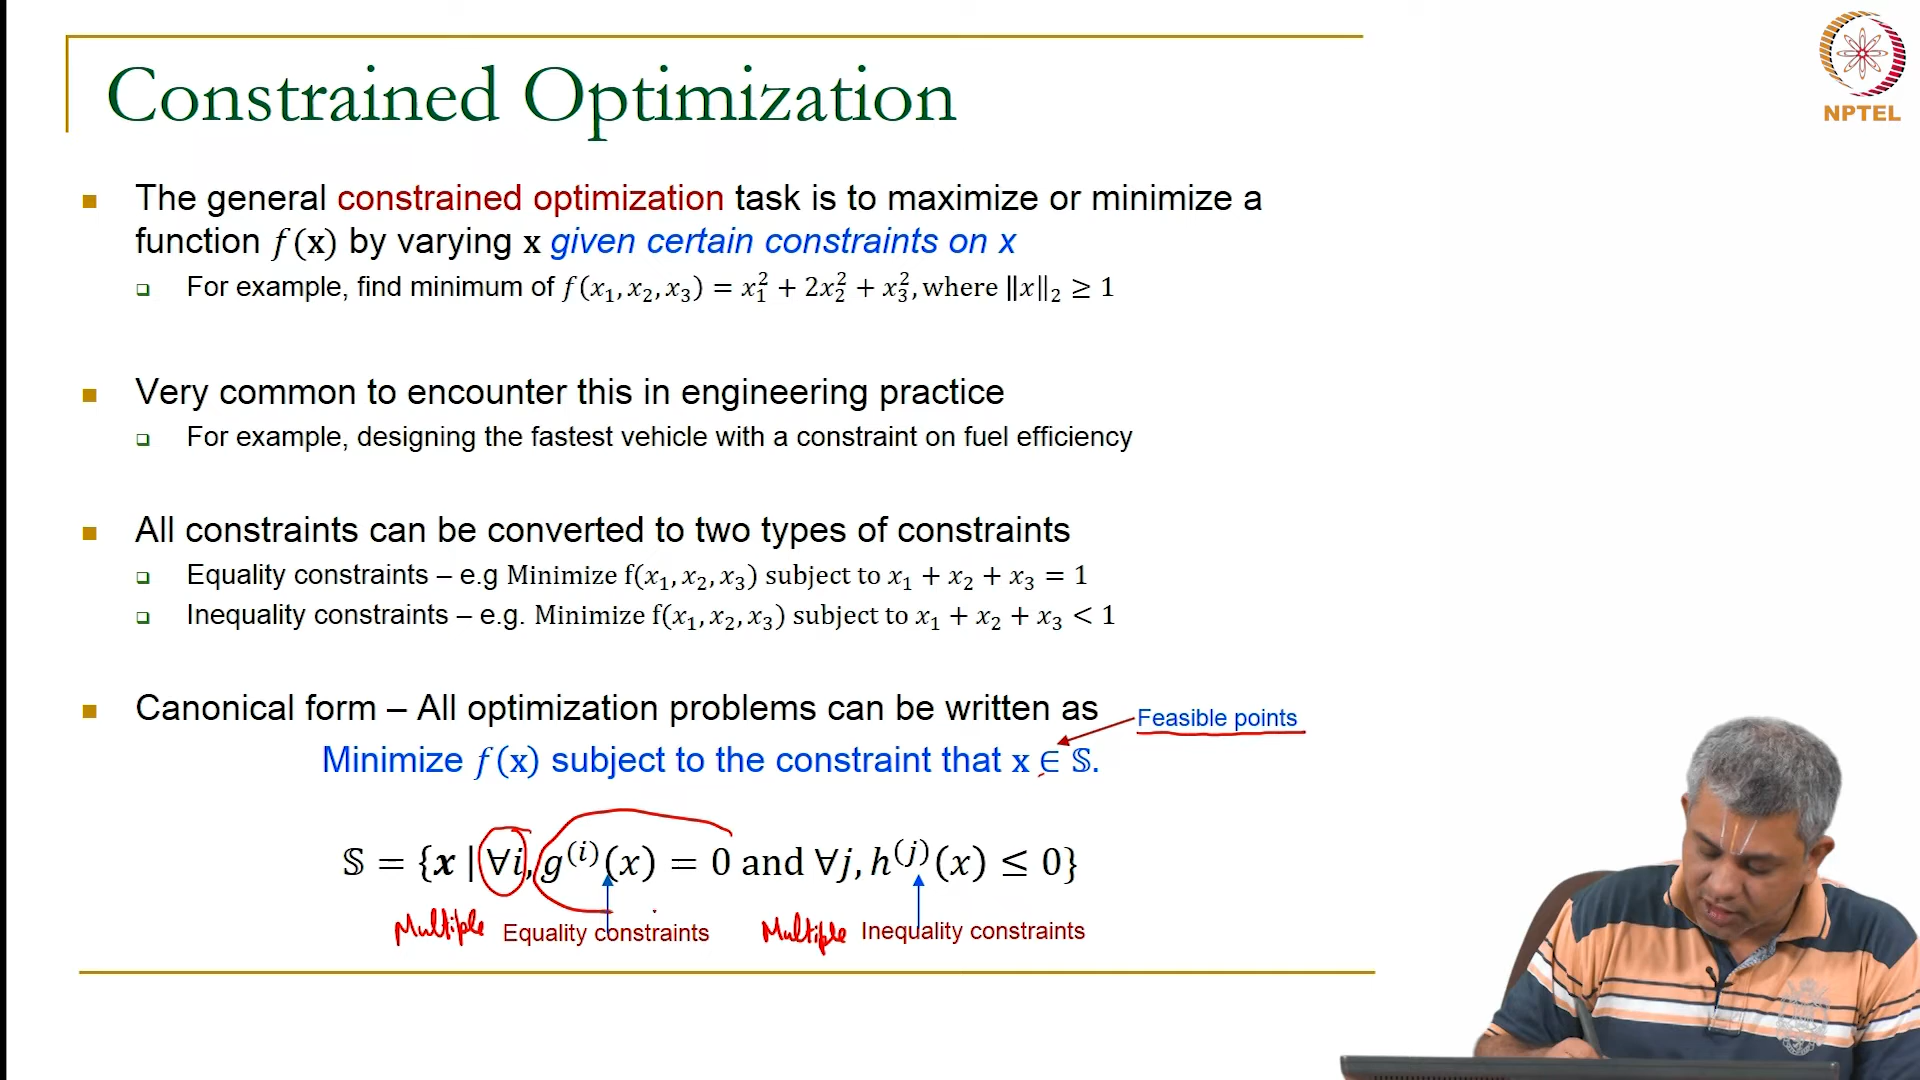 Constrained Optimization
NPTEL
The general constrained optimization task is to maximize or minimize a
function f(x) by varying x given certain constraints on x
For example, find minimum of f(x₁, x₂, x₃) = x₁² + 2x₂² + x₃², where ‖x‖₂ ≥ 1
Very common to encounter this in engineering practice
For example, designing the fastest vehicle with a constraint on fuel efficiency
All constraints can be converted to two types of constraints
Equality constraints – e.g Minimize f(x₁, x₂, x₃) subject to x₁ + x₂ + x₃ = 1
Inequality constraints – e.g. Minimize f(x₁, x₂, x₃) subject to x₁ + x₂ + x₃ < 1
Canonical form – All optimization problems can be written as
Feasible points
Minimize f(x) subject to the constraint that x ∈ 𝕊.
𝕊 = {x | ∀i, g⁽ⁱ⁾(x) = 0 and ∀j, h⁽ʲ⁾(x) ≤ 0}
Multiple Equality constraints Multiple Inequality constraints